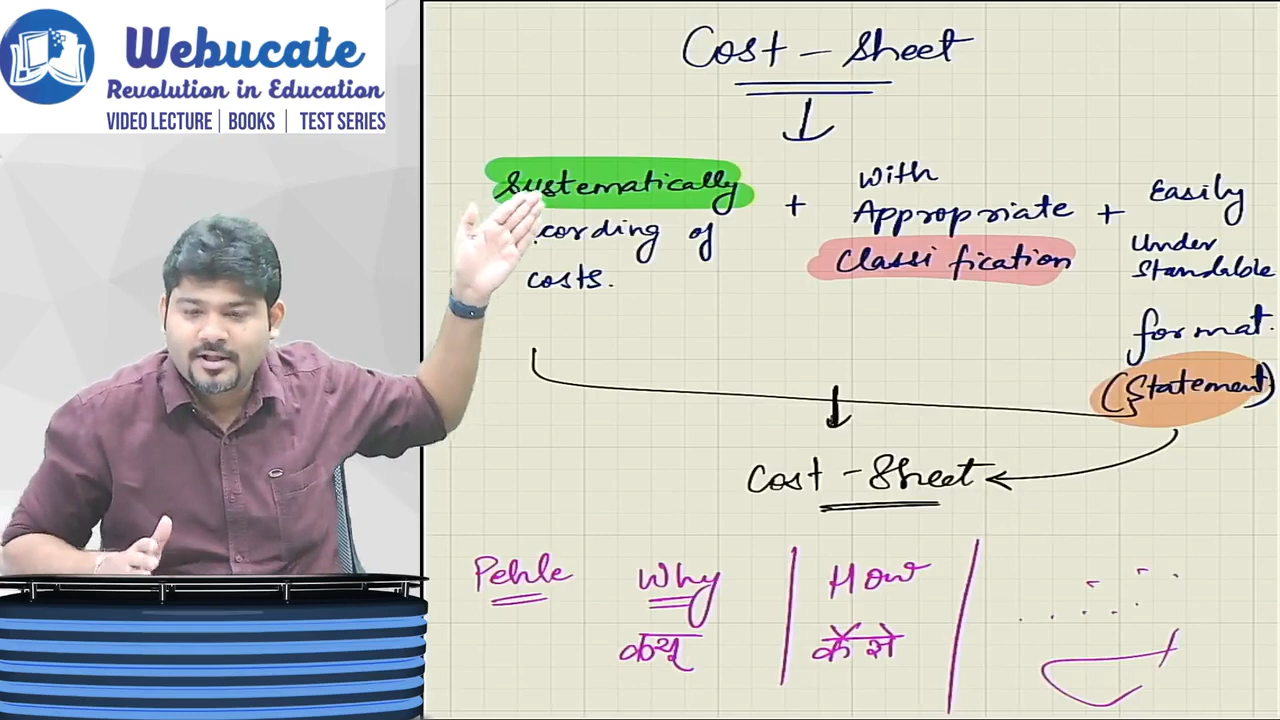 Webucate
Revolution in Education
VIDEO LECTURE | BOOKS | TEST SERIES
Cost - Sheet
Systematically
cording of
costs.
+
With
Appropriate
Classification
+
Easily
Under
Standable
format.
(Statement)
Cost - Sheet
Pehle Why How
क्यू कैसे